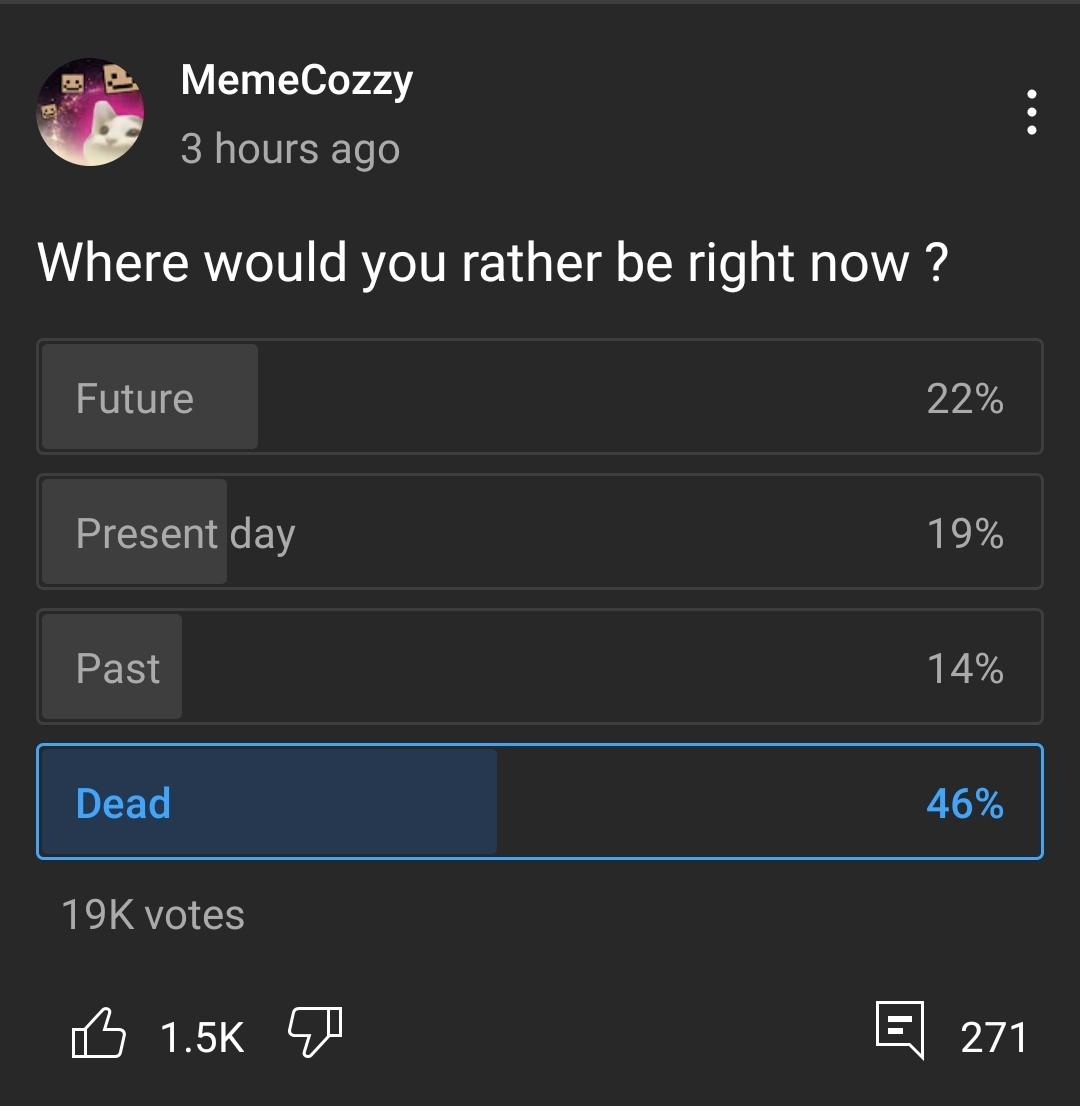 MemeCozzy
3 hours ago
Where would you rather be right now ?
Future 22%
Present day 19%
Past 14%
Dead 46%
19K votes
1.5K 271